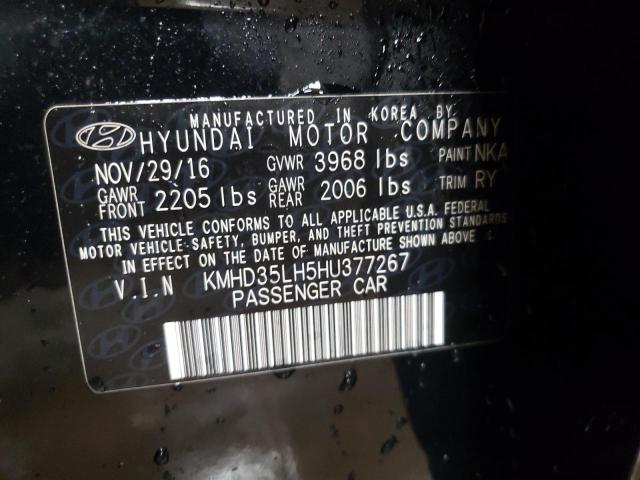 MANUFACTURED IN KOREA BY
HYUNDAI MOTOR COMPANY
NOV/29/16 GVWR 3968 lbs PAINT NKA
GAWR FRONT 2205 lbs GAWR REAR 2006 lbs TRIM RY
THIS VEHICLE CONFORMS TO ALL APPLICABLE U.S.A. FEDERAL
MOTOR VEHICLE-SAFETY, BUMPER, AND THEFT PREVENTION STANDARDS
IN EFFECT ON THE DATE OF MANUFACTURE SHOWN ABOVE
V.I.N KMHD35LH5HU377267
PASSENGER CAR